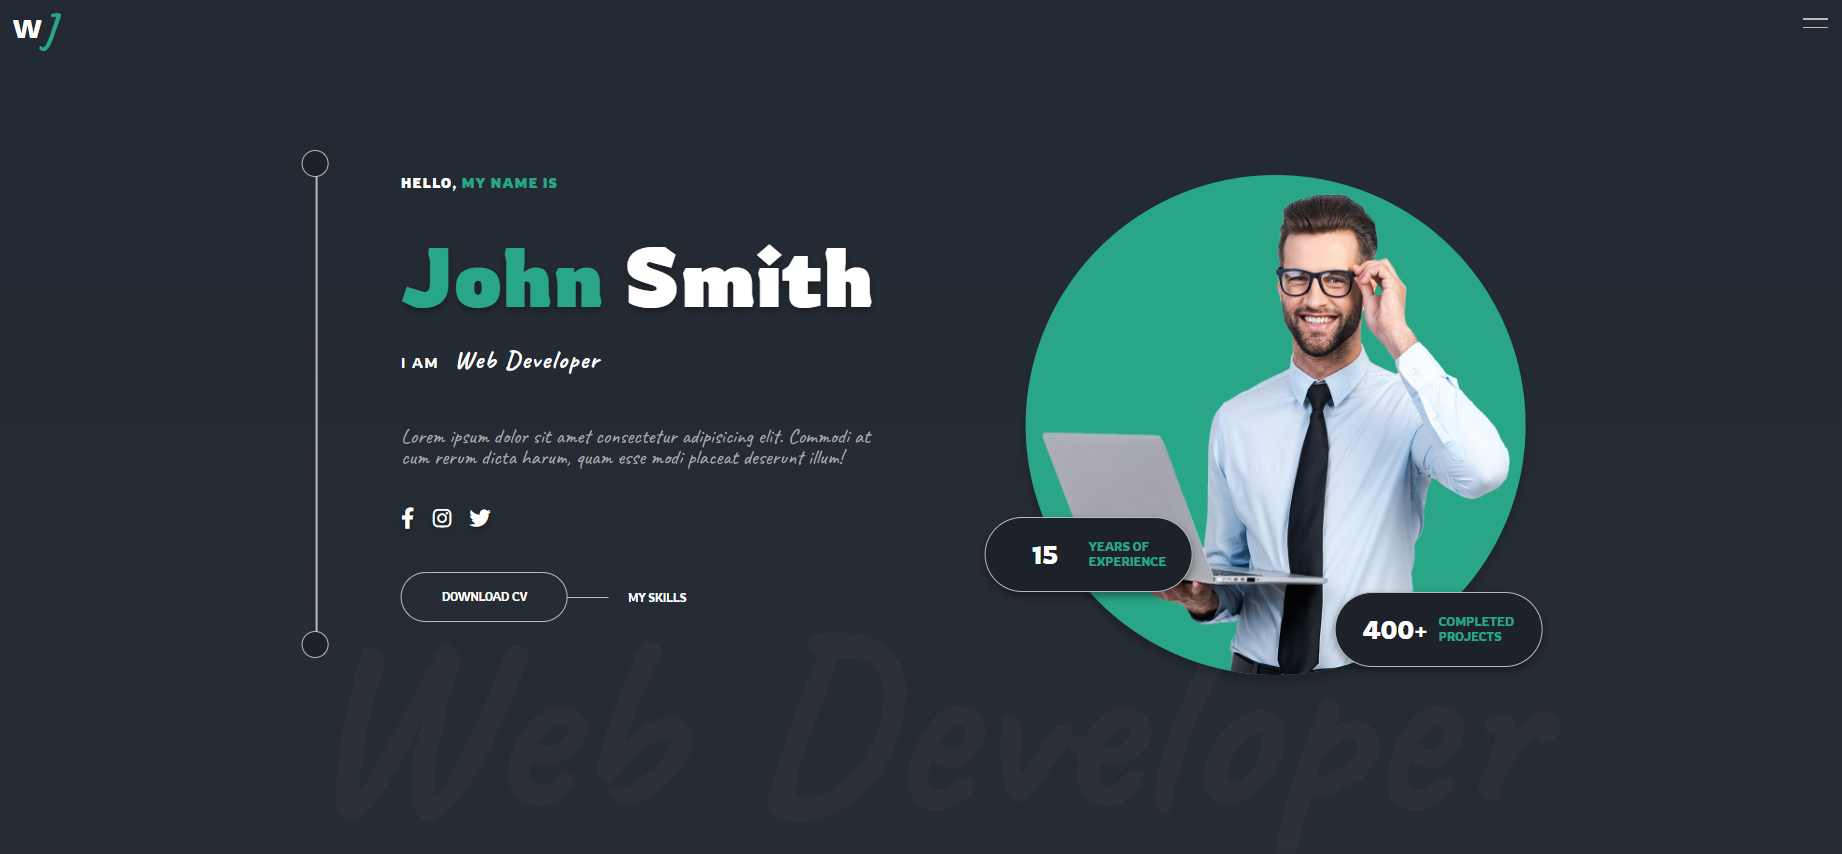 WJ
HELLO, MY NAME IS
John Smith
I AM Web Developer
Lorem ipsum dolor sit amet consectetur adipisicing elit. Commodi at
cum rerum dicta harum, quam esse modi placeat deserunt illum!
DOWNLOAD CV
MY SKILLS
15 YEARS OF
EXPERIENCE
400+ COMPLETED
PROJECTS
Web Developer